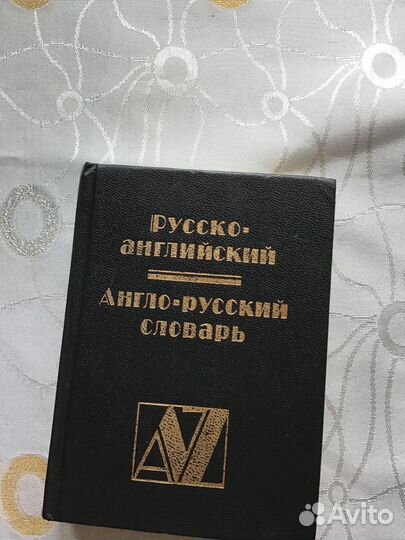 Русско-
английский
Англо-русский
словарь
AZ
Avito